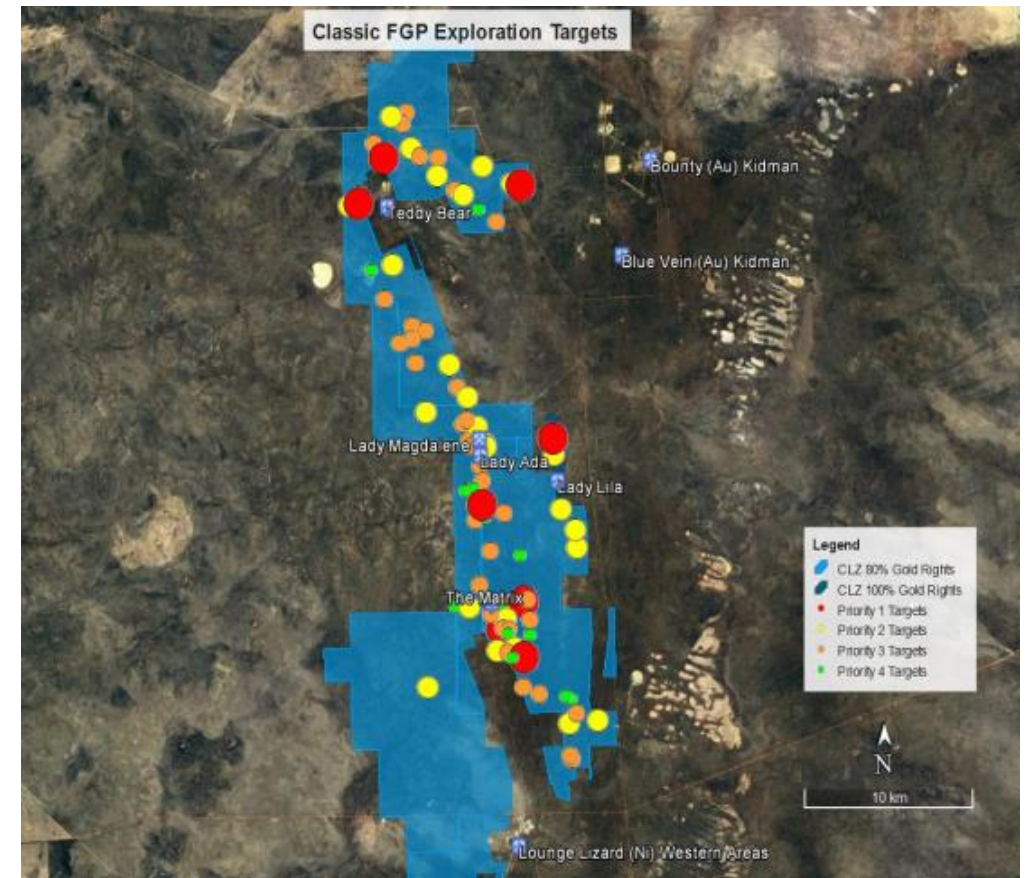 Classic FGP Exploration Targets
Bounty (Au) Kidman
Teddy Bear
Blue Vein (Au) Kidman
Lady Magdalene
Lady Ada
Lady Lila
The Matrix
Legend
CLZ 80% Gold Rights
CLZ 100% Gold Rights
Priority 1 Targets
Priority 2 Targets
Priority 3 Targets
Priority 4 Targets
N
10 km
Lounge Lizard (Ni) Western Areas